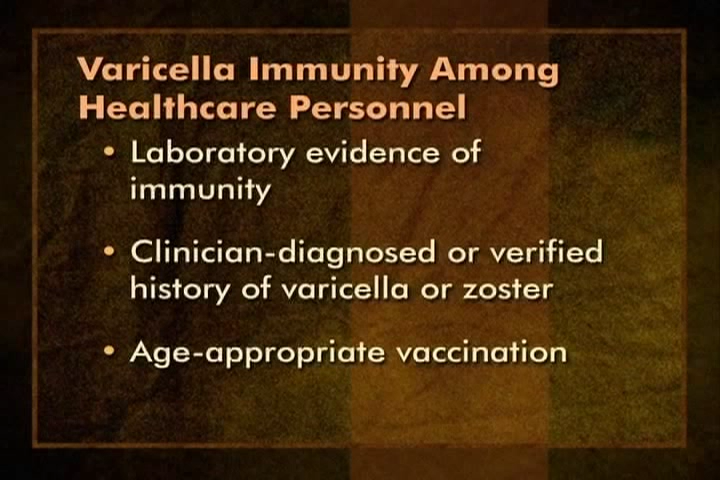 Varicella Immunity Among
Healthcare Personnel
• Laboratory evidence of
immunity
• Clinician-diagnosed or verified
history of varicella or zoster
• Age-appropriate vaccination